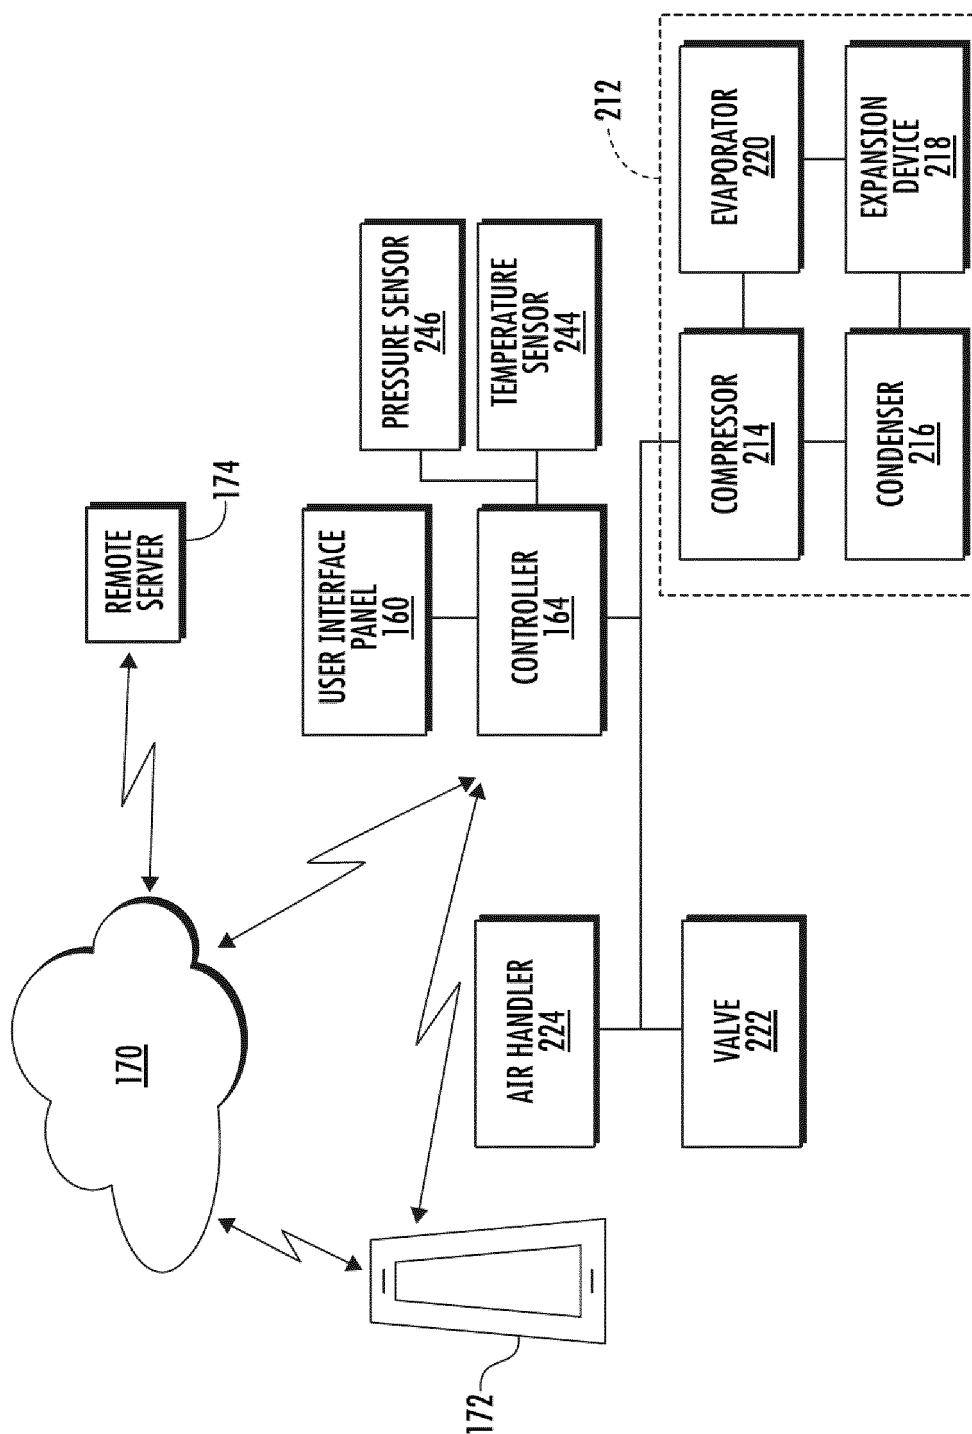 170
REMOTE
SERVER
174
172
USER INTERFACE
PANEL
160
PRESSURE SENSOR
246
AIR HANDLER
224
CONTROLLER
164
TEMPERATURE
SENSOR
244
212
VALVE
222
COMPRESSOR
214
EVAPORATOR
220
CONDENSER
216
EXPANSION
DEVICE
218